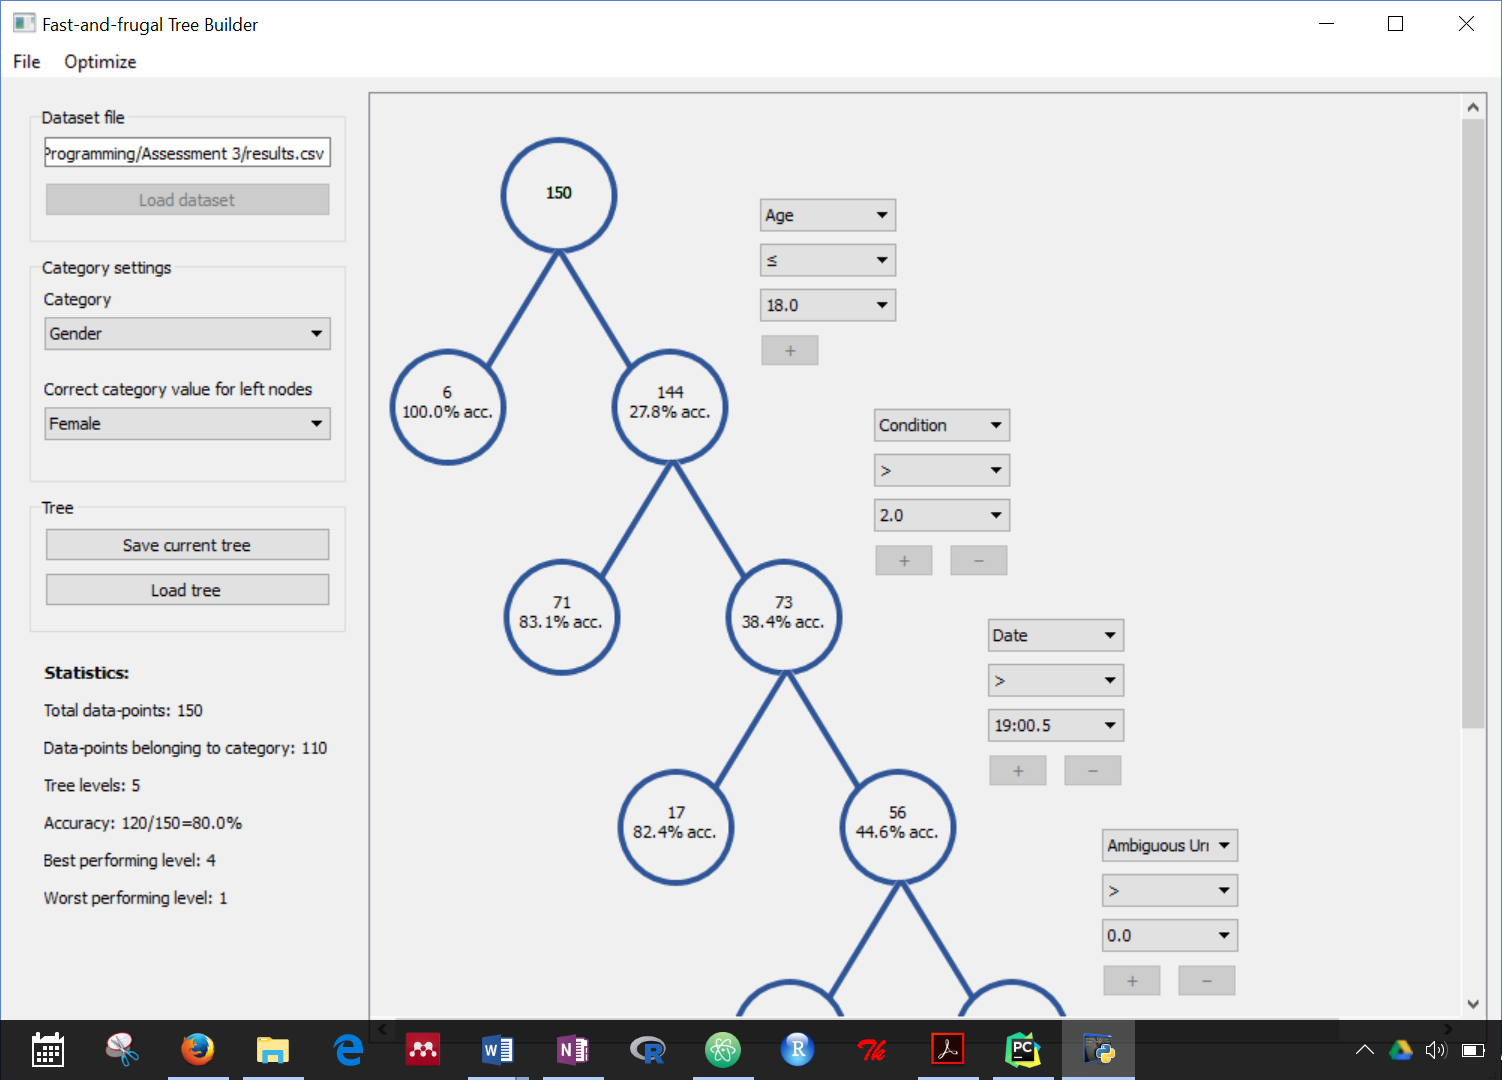 Fast-and-frugal Tree Builder
File Optimize
Dataset file
Programming/Assessment 3/results.csv
Load dataset
Category settings
Category
Gender
Correct category value for left nodes
Female
Tree
Save current tree
Load tree
Statistics:
Total data-points: 150
Data-points belonging to category: 110
Tree levels: 5
Accuracy: 120/150=80.0%
Best performing level: 4
Worst performing level: 1
150
Age
≤
18.0
+
6
100.0% acc.
144
27.8% acc.
Condition
>
2.0
+ −
71
83.1% acc.
73
38.4% acc.
Date
>
19:00.5
+ −
17
82.4% acc.
56
44.6% acc.
Ambiguous Urn
>
0.0
+ −
W
N
R
R
Tk
PC